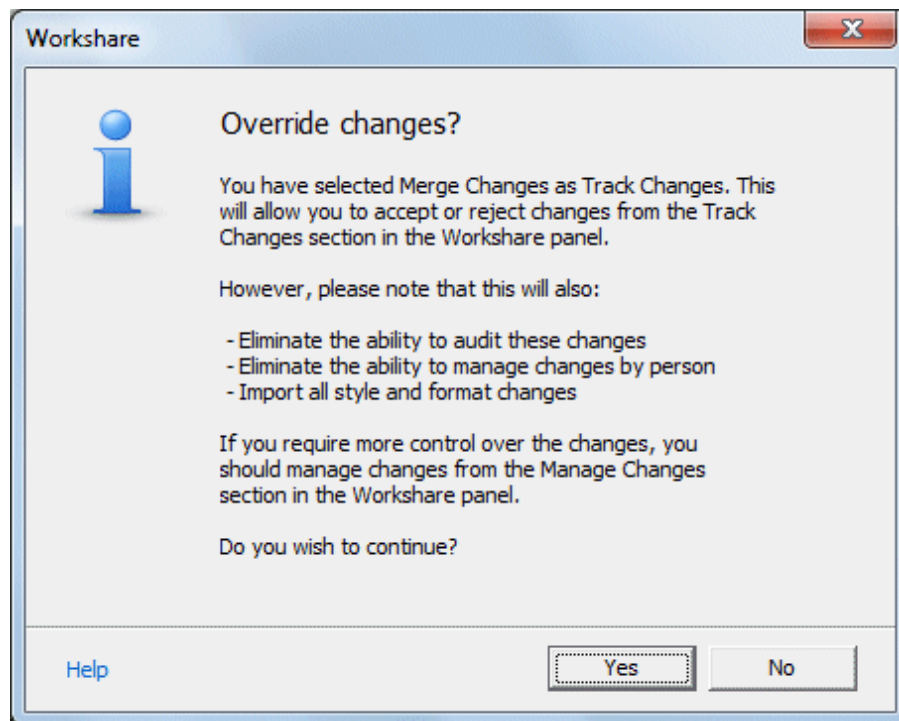 Workshare
Override changes?
You have selected Merge Changes as Track Changes. This
will allow you to accept or reject changes from the Track
Changes section in the Workshare panel.
However, please note that this will also:
- Eliminate the ability to audit these changes
- Eliminate the ability to manage changes by person
- Import all style and format changes
If you require more control over the changes, you
should manage changes from the Manage Changes
section in the Workshare panel.
Do you wish to continue?
Help Yes No